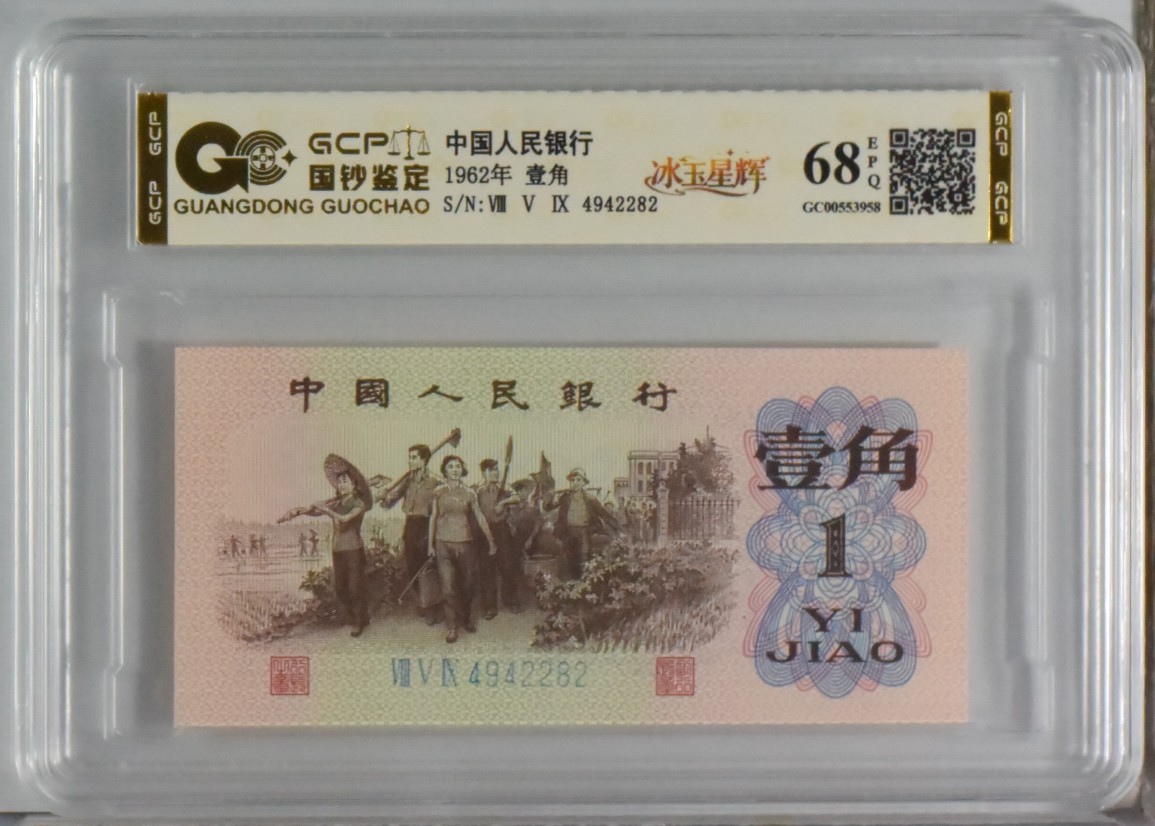 GCP GCP
GCP
国钞鉴定
GUANGDONG GUOCHAO
中国人民银行
1962年 壹角
S/N:Ⅷ Ⅴ Ⅸ 4942282
冰玉星辉
68
EPQ
GC00553958
GCP GCP
中國人民銀行
壹角
1
YI
JIAO
Ⅷ Ⅴ Ⅸ 4942282